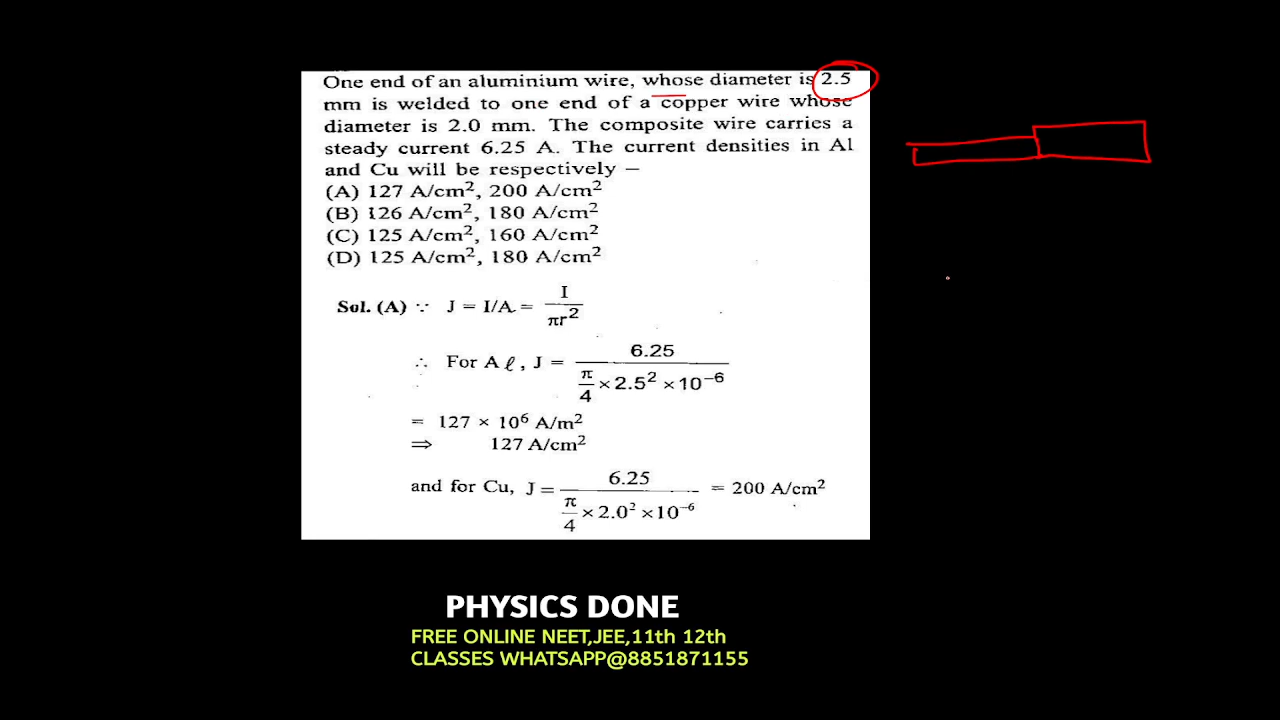 One end of an aluminium wire, whose diameter is 2.5
mm is welded to one end of a copper wire whose
diameter is 2.0 mm. The composite wire carries a
steady current 6.25 A. The current densities in Al
and Cu will be respectively –
(A) 127 A/cm², 200 A/cm²
(B) 126 A/cm², 180 A/cm²
(C) 125 A/cm², 160 A/cm²
(D) 125 A/cm², 180 A/cm²
Sol. (A) ∵ J = I/A = I/πr²
∴ For Aℓ, J = 6.25 / (π/4 × 2.5² × 10⁻⁶)
= 127 × 10⁶ A/m²
⇒ 127 A/cm²
and for Cu, J = 6.25 / (π/4 × 2.0² × 10⁻⁶) = 200 A/cm²
PHYSICS DONE
FREE ONLINE NEET,JEE,11th 12th
CLASSES WHATSAPP@8851871155